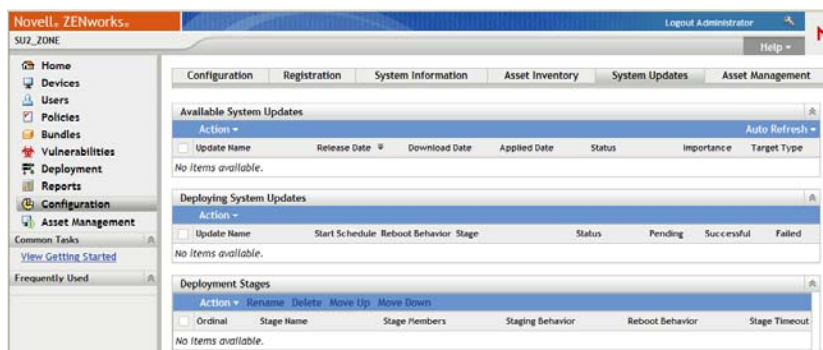 Novell. ZENworks.
Logout Administrator
SU2_ZONE
Help
Home
Devices
Users
Policies
Bundles
Vulnerabilities
Deployment
Reports
Configuration
Asset Management
Common Tasks
View Getting Started
Frequently Used
Configuration Registration System Information Asset Inventory System Updates Asset Management
Available System Updates
Action Auto Refresh
Update Name Release Date Download Date Applied Date Status Importance Target Type
No items available.
Deploying System Updates
Action
Update Name Start Schedule Reboot Behavior Stage Status Pending Successful Failed
No items available.
Deployment Stages
Action Rename Delete Move Up Move Down
Ordinal Stage Name Stage Members Staging Behavior Reboot Behavior Stage Timeout
No items available.